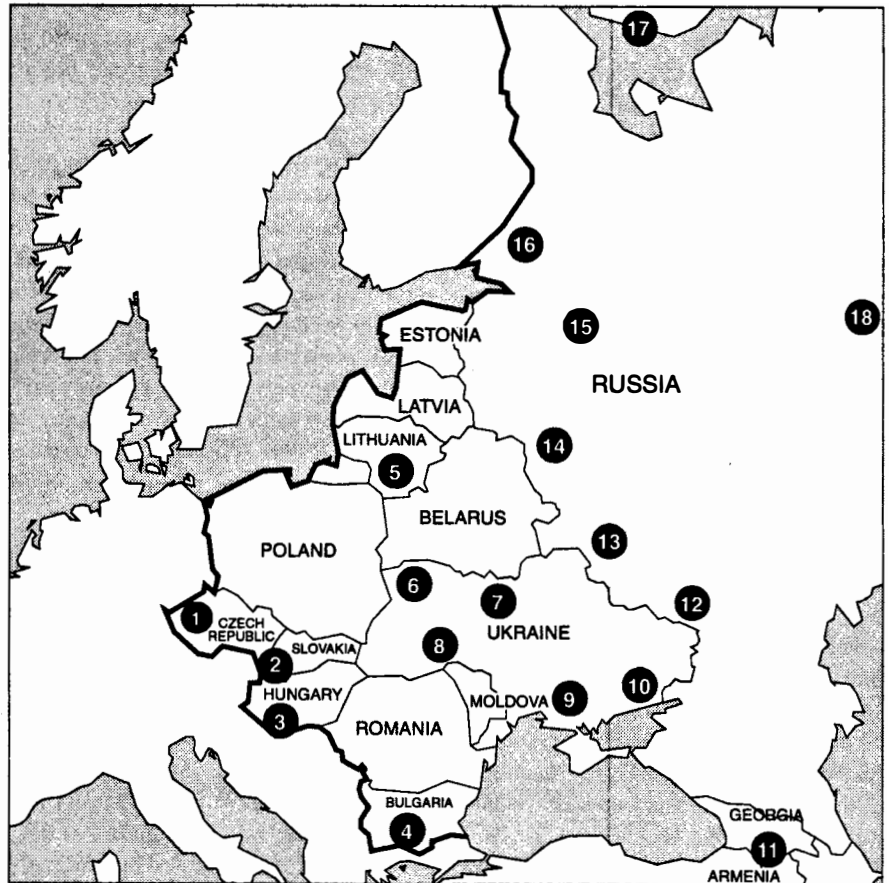 17
16
18
15
ESTONIA
RUSSIA
LATVIA
LITHUANIA
14
5
BELARUS
13
POLAND
6
7
12
1
CZECH
REPUBLIC
UKRAINE
8
SLOVAKIA
2
10
HUNGARY
MOLDOVA
9
3
ROMANIA
BULGARIA
4
GEORGIA
11
ARMENIA